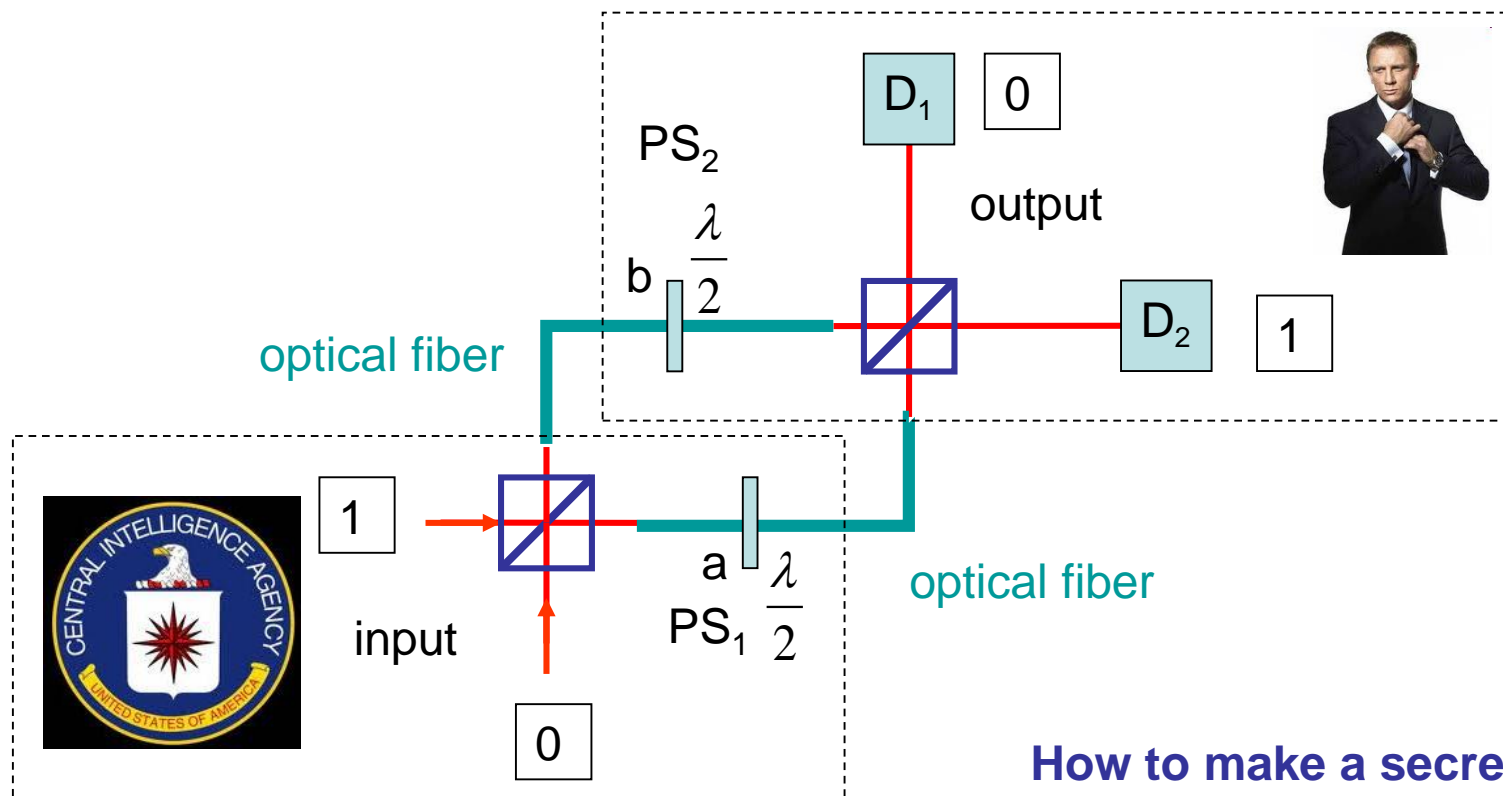 D₁
0
PS₂
output
λ
2
b
D₂
1
optical fiber
1
CENTRAL INTELLIGENCE AGENCY
UNITED STATES OF AMERICA
a
λ
2
PS₁
optical fiber
input
0
How to make a secre